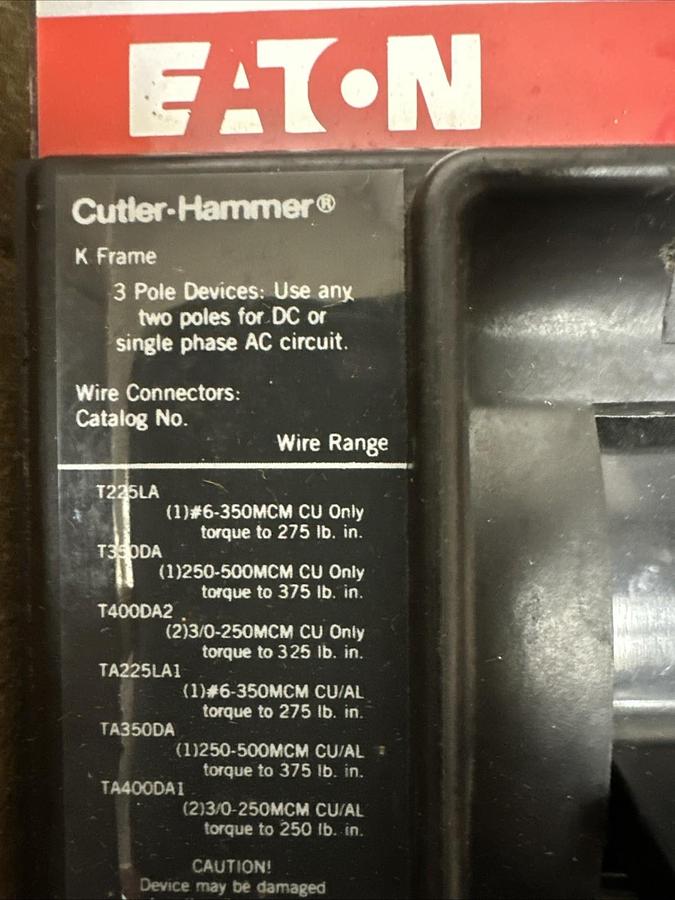 EATON
Cutler-Hammer®
K Frame
3 Pole Devices: Use any
two poles for DC or
single phase AC circuit.
Wire Connectors:
Catalog No.
Wire Range
T225LA
(1)#6-350MCM CU Only
torque to 275 lb. in.
T350DA
(1)250-500MCM CU Only
torque to 375 lb. in.
T400DA2
(2)3/0-250MCM CU Only
torque to 325 lb. in.
TA225LA1
(1)#6-350MCM CU/AL
torque to 275 lb. in.
TA350DA
(1)250-500MCM CU/AL
torque to 375 lb. in.
TA400DA1
(2)3/0-250MCM CU/AL
torque to 250 lb. in.
CAUTION!
Device may be damaged